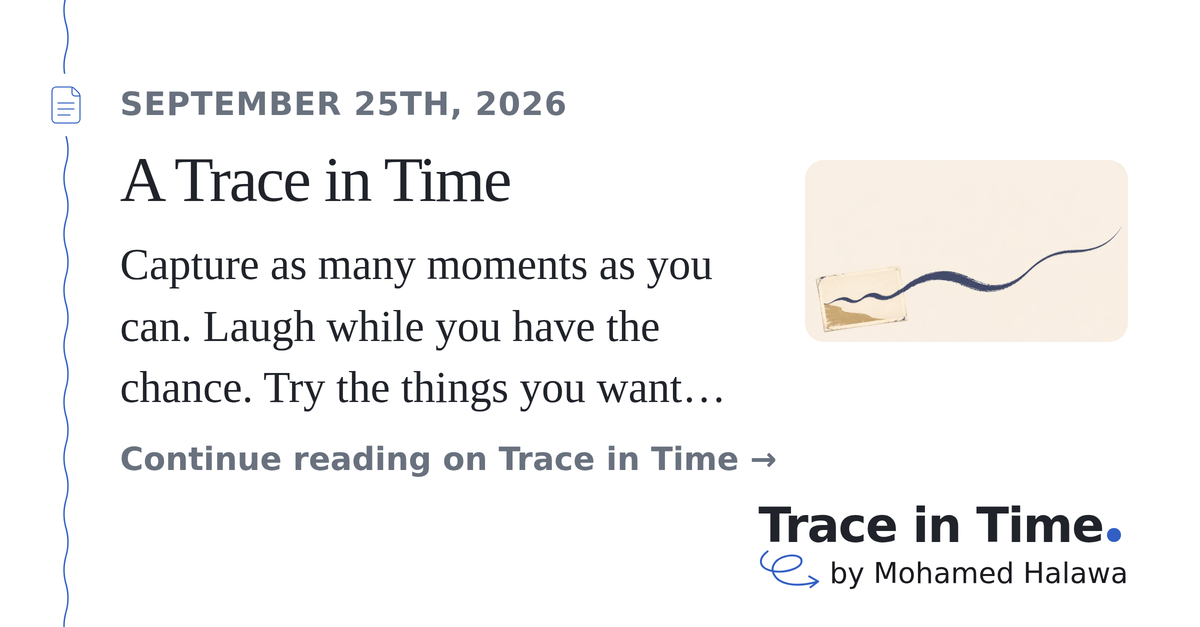 SEPTEMBER 25TH, 2026
A Trace in Time
Capture as many moments as you
can. Laugh while you have the
chance. Try the things you want…
Continue reading on Trace in Time →
Trace in Time.
by Mohamed Halawa